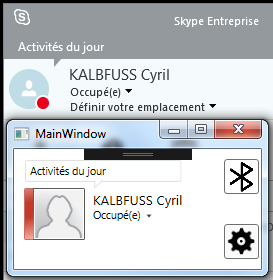 Skype Entreprise
Activités du jour
KALBFUSS Cyril
Occupé(e)
Définir votre emplacement
MainWindow
Activités du jour
KALBFUSS Cyril
Occupé(e)